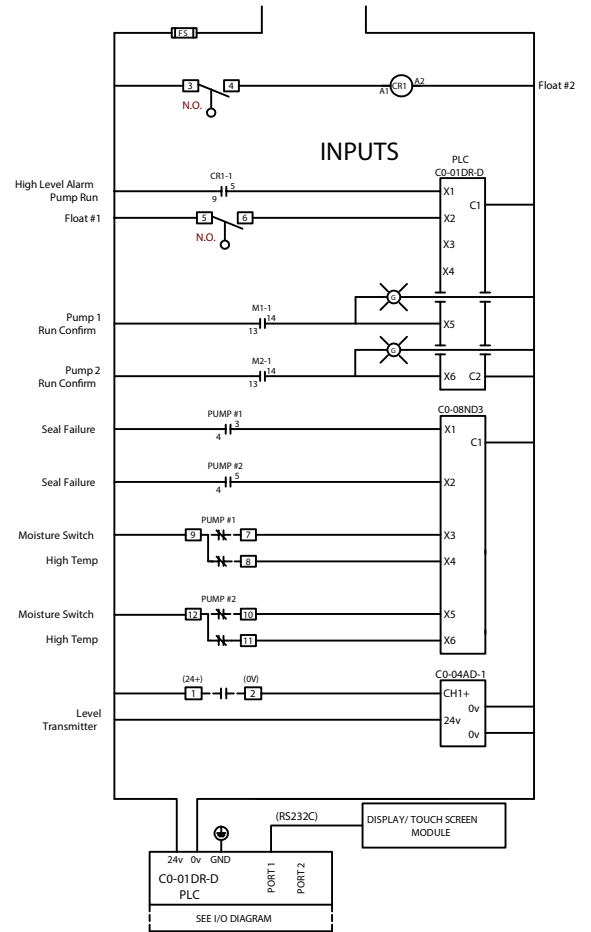 FS
3 4
N.O.
A1 CR1 A2
Float #2
INPUTS
PLC
C0-01DR-D
High Level Alarm
Pump Run
CR1-1
9 5
X1
C1
Float #1
5 6
N.O.
X2
X3
X4
G
Pump 1
Run Confirm
M1-1
13 14
X5
G
Pump 2
Run Confirm
M2-1
13 14
X6 C2
C0-08ND3
Seal Failure
PUMP #1
4 3
X1
C1
Seal Failure
PUMP #2
4 5
X2
Moisture Switch
PUMP #1
9 7
X3
High Temp
8
X4
Moisture Switch
PUMP #2
12 10
X5
High Temp
11
X6
C0-04AD-1
(24+) (0V)
1 2
CH1+
0v
Level
Transmitter
24v
0v
(RS232C)
DISPLAY/ TOUCH SCREEN
MODULE
24v 0v GND
C0-01DR-D
PLC
PORT 1
PORT 2
SEE I/O DIAGRAM